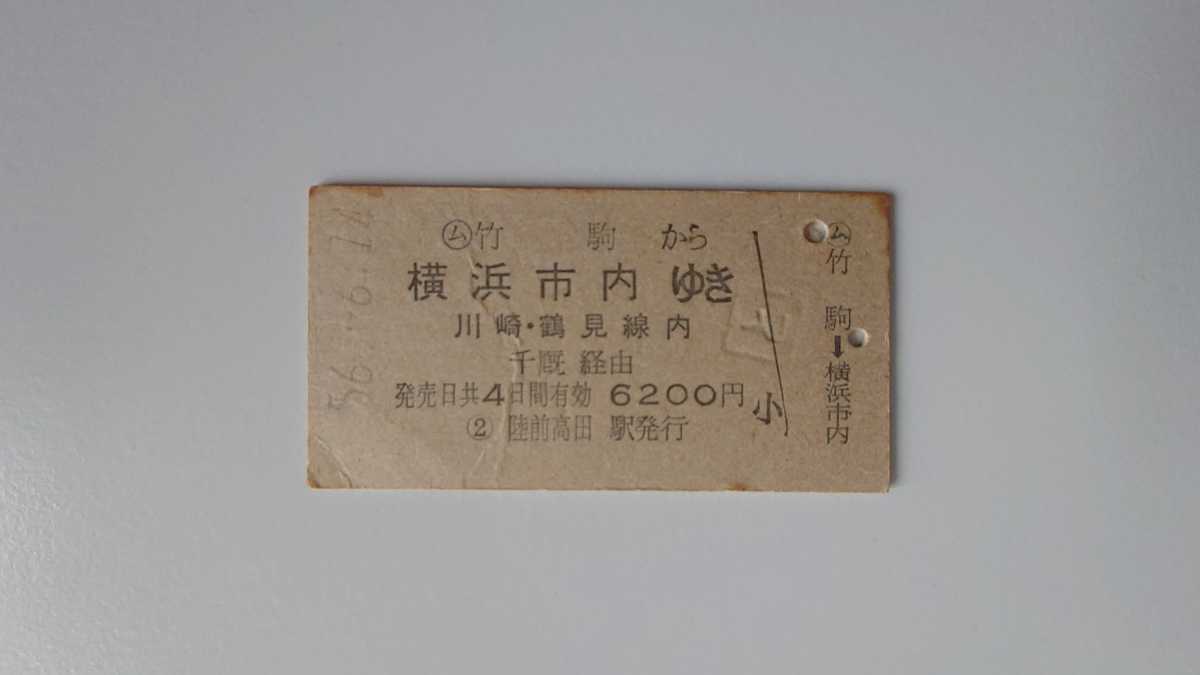 ㋰竹 駒 から
横浜市内 ゆき
川崎・鶴見線内
千厩 経由
発売日共4日間有効 6200円
② 陸前高田 駅発行
小
㋰竹 駒➡横浜市内